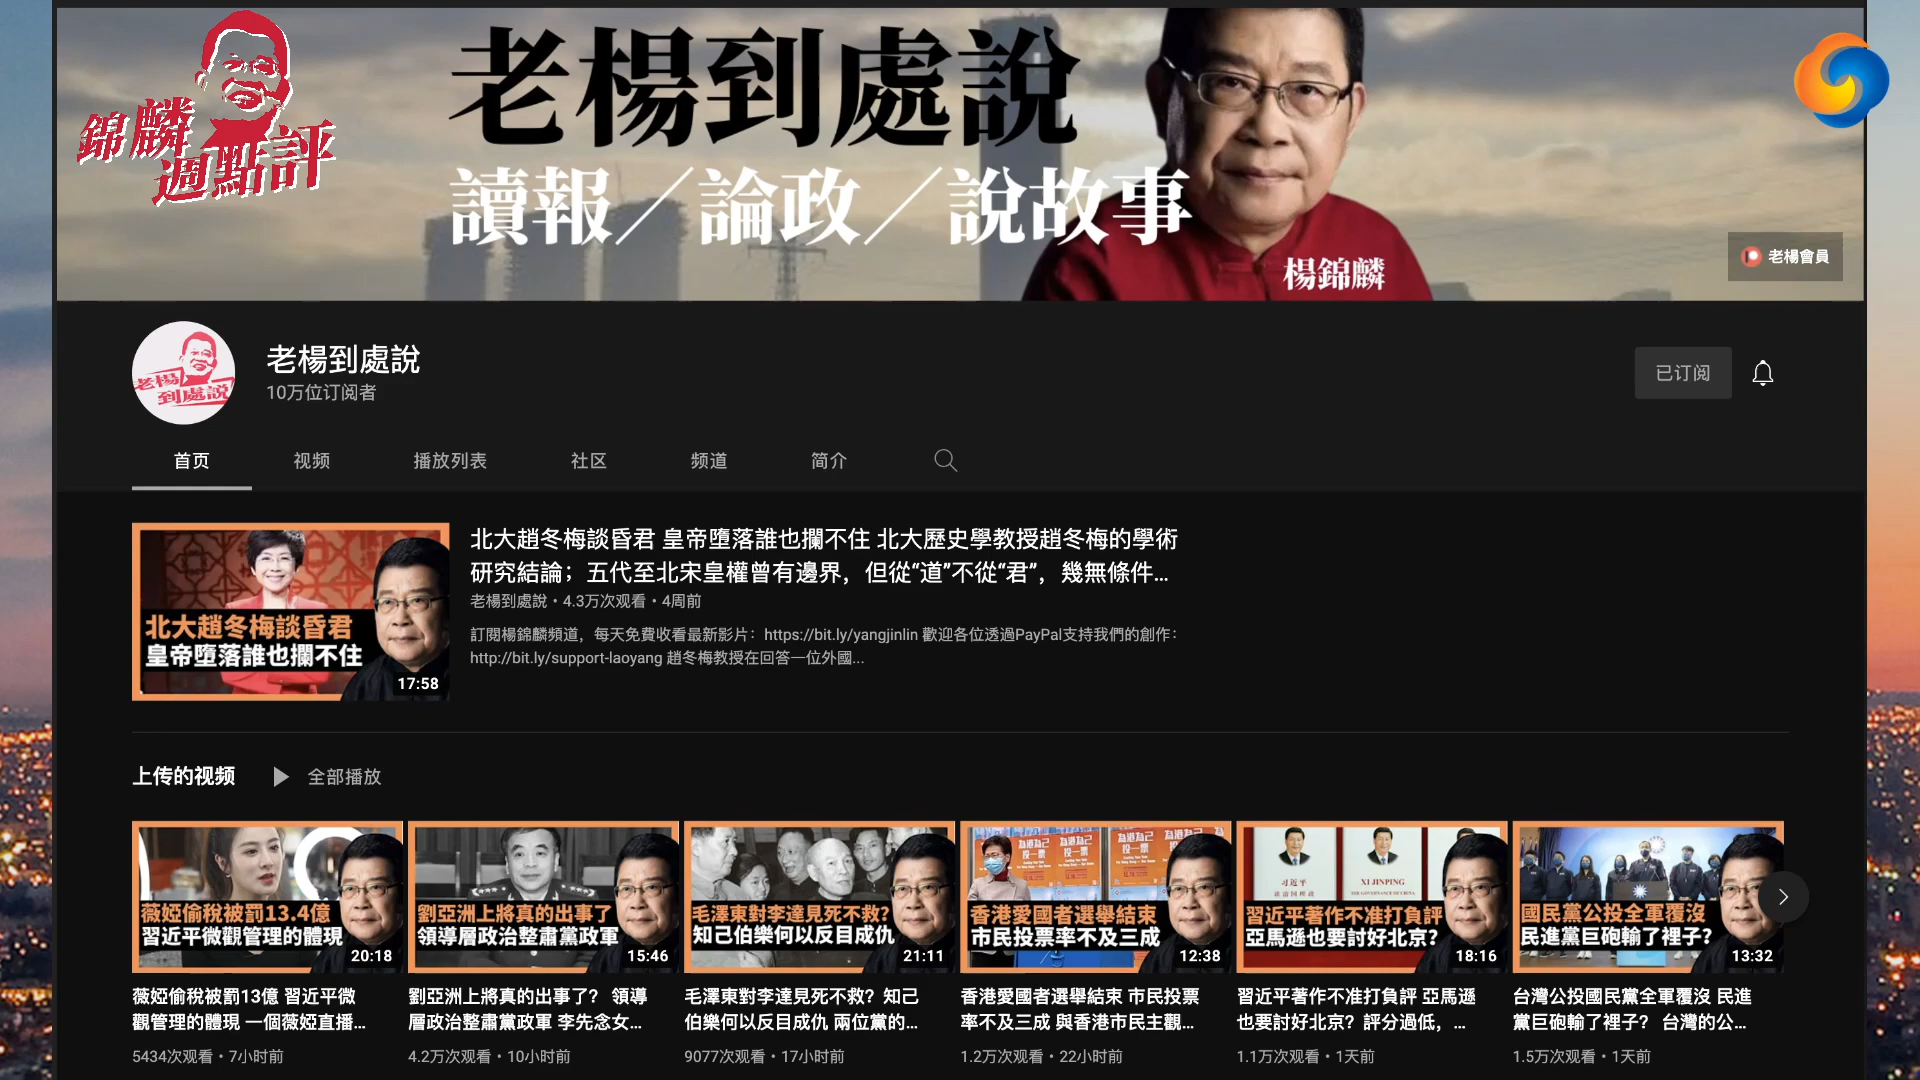 錦麟
週點評
老楊到處說
讀報／論政／說故事
楊錦麟
老楊會員
老楊
到處説
老楊到處說
10万位订阅者
已订阅
首页 视频 播放列表 社区 频道 简介
北大趙冬梅談昏君
皇帝墮落誰也攔不住
17:58
北大趙冬梅談昏君 皇帝墮落誰也攔不住 北大歷史學教授趙冬梅的學術
研究結論；五代至北宋皇權曾有邊界，但從“道”不從“君”，幾無條件...
老楊到處說・4.3万次观看・4周前
訂閱楊錦麟頻道，每天免費收看最新影片：https://bit.ly/yangjinlin 歡迎各位透過PayPal支持我們的創作：
http://bit.ly/support-laoyang 趙冬梅教授在回答一位外國...
上传的视频 全部播放
薇婭偷稅被罰13.4億
習近平微觀管理的體現
20:18
薇婭偷稅被罰13億 習近平微
觀管理的體現 一個薇婭直播...
5434次观看・7小时前
劉亞洲上將真的出事了
領導層政治整肅黨政軍
15:46
劉亞洲上將真的出事了？ 領導
層政治整肅黨政軍 李先念女...
4.2万次观看・10小时前
毛澤東對李達見死不救?
知己伯樂何以反目成仇
21:11
毛澤東對李達見死不救？知己
伯樂何以反目成仇 兩位黨的...
9077次观看・17小时前
為港為己
投一票
為港為己
投一票
為港為己
香港愛國者選舉結束
市民投票率不及三成
12:38
香港愛國者選舉結束 市民投票
率不及三成 與香港市民主觀...
1.2万次观看・22小时前
习近平
XI JINPING
習近平著作不准打負評
亞馬遜也要討好北京?
18:16
習近平著作不准打負評 亞馬遜
也要討好北京？評分過低，...
1.1万次观看・1天前
國民黨公投全軍覆沒
民進黨巨砲輸了裡子?
13:32
台灣公投國民黨全軍覆沒 民進
黨巨砲輸了裡子？ 台灣的公...
1.5万次观看・1天前